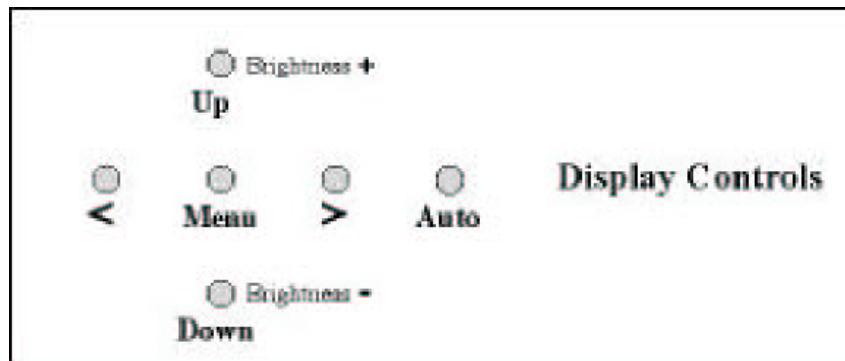 Brightness +
Up
Display Controls
< Menu > Auto
Brightness -
Down